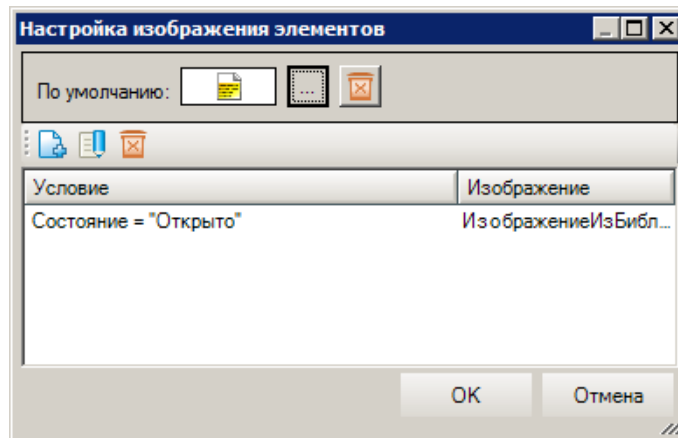 Настройка изображения элементов
По умолчанию: ...
Условие Изображение
Состояние = "Открыто" ИзображениеИзБибл...
OK Отмена